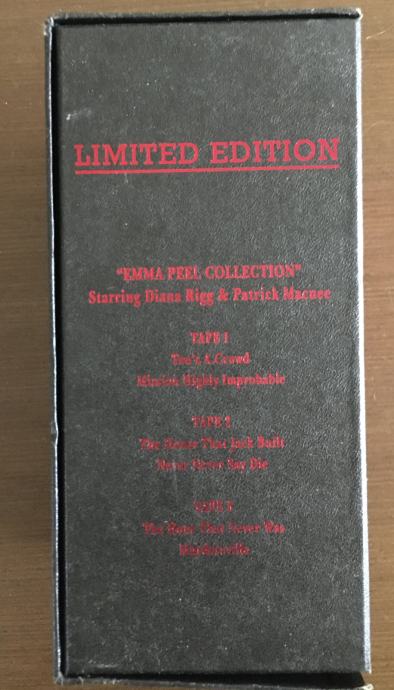 LIMITED EDITION
"EMMA PEEL COLLECTION"
Starring Diana Rigg & Patrick Macnee
TAPE 1
Two's A Crowd
Mission Highly Improbable
TAPE 2
The House That Jack Built
Never Never Say Die
TAPE 3
The Hour That Never Was
Murdersville